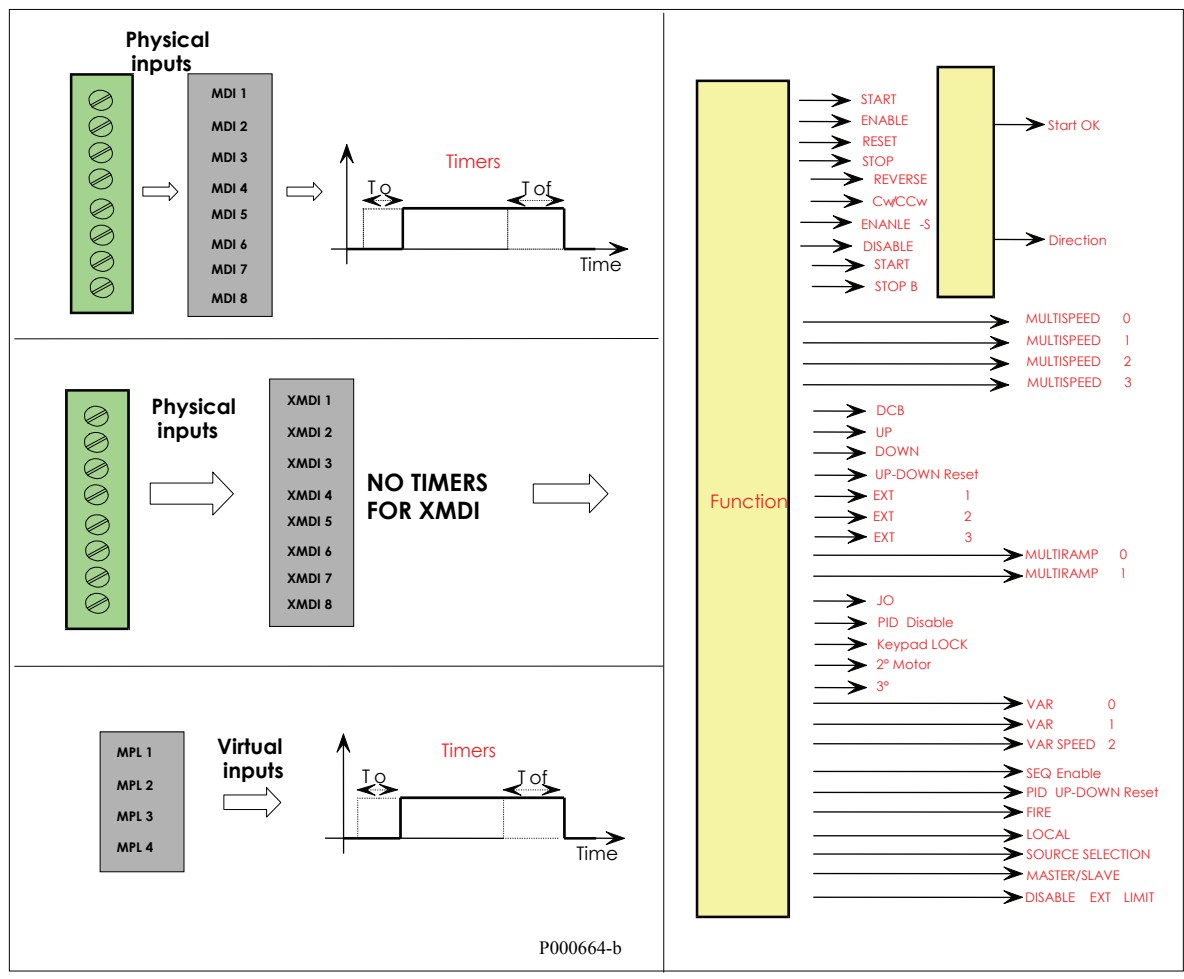 Physical
inputs
MDI 1
MDI 2
MDI 3
MDI 4
MDI 5
MDI 6
MDI 7
MDI 8
Timers
To
Tof
Time
Physical
inputs
XMDI 1
XMDI 2
XMDI 3
XMDI 4
XMDI 5
XMDI 6
XMDI 7
XMDI 8
NO TIMERS
FOR XMDI
MPL 1
MPL 2
MPL 3
MPL 4
Virtual
inputs
Timers
To
Tof
Time
P000664-b
Function
START
ENABLE
RESET
STOP
REVERSE
Cw/CCw
ENANLE -S
DISABLE
START
STOP B
Start OK
Direction
MULTISPEED 0
MULTISPEED 1
MULTISPEED 2
MULTISPEED 3
DCB
UP
DOWN
UP-DOWN Reset
EXT 1
EXT 2
EXT 3
MULTIRAMP 0
MULTIRAMP 1
JO
PID Disable
Keypad LOCK
2° Motor
3°
VAR 0
VAR 1
VAR SPEED 2
SEQ Enable
PID UP-DOWN Reset
FIRE
LOCAL
SOURCE SELECTION
MASTER/SLAVE
DISABLE EXT LIMIT